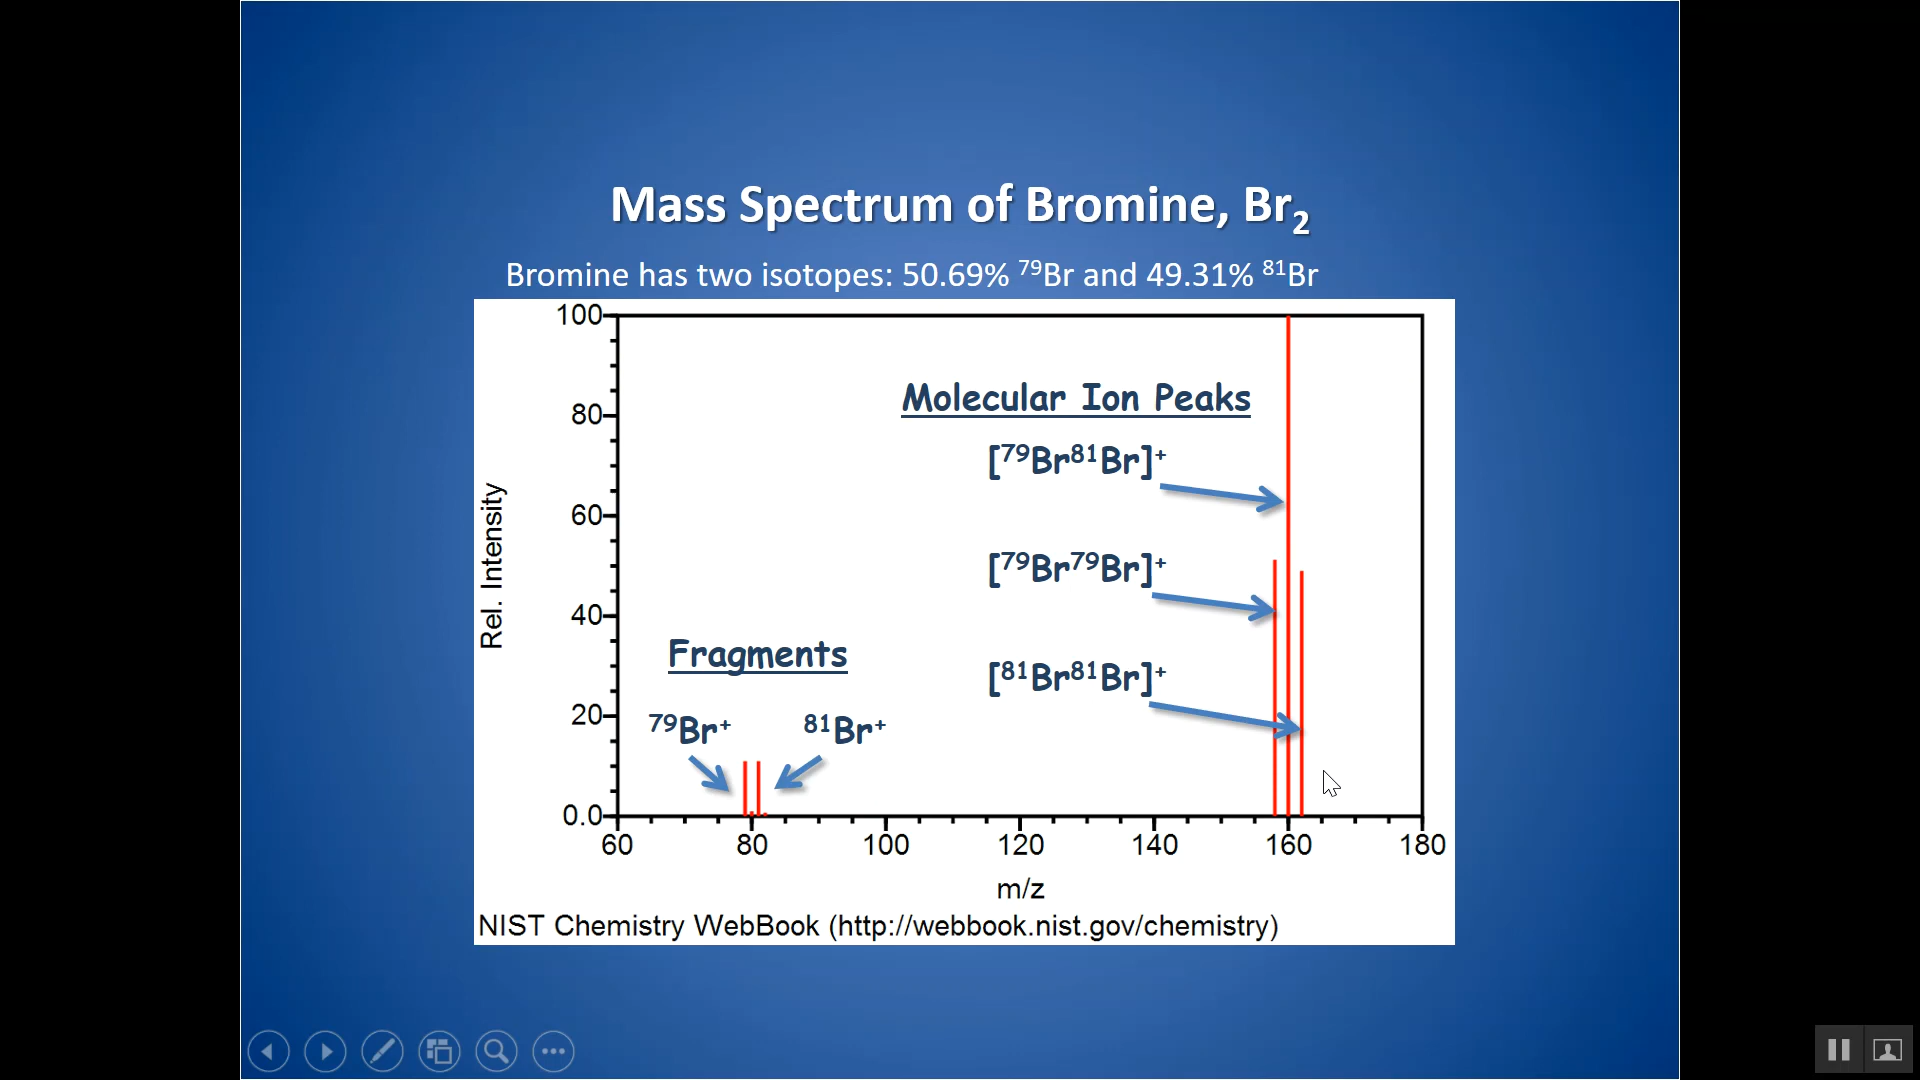 Mass Spectrum of Bromine, Br₂
Bromine has two isotopes: 50.69% ⁷⁹Br and 49.31% ⁸¹Br
100
80
60
40
20
0.0
Rel. Intensity
Molecular Ion Peaks
[⁷⁹Br⁸¹Br]⁺
[⁷⁹Br⁷⁹Br]⁺
[⁸¹Br⁸¹Br]⁺
Fragments
⁷⁹Br⁺ ⁸¹Br⁺
60 80 100 120 140 160 180
m/z
NIST Chemistry WebBook (http://webbook.nist.gov/chemistry)